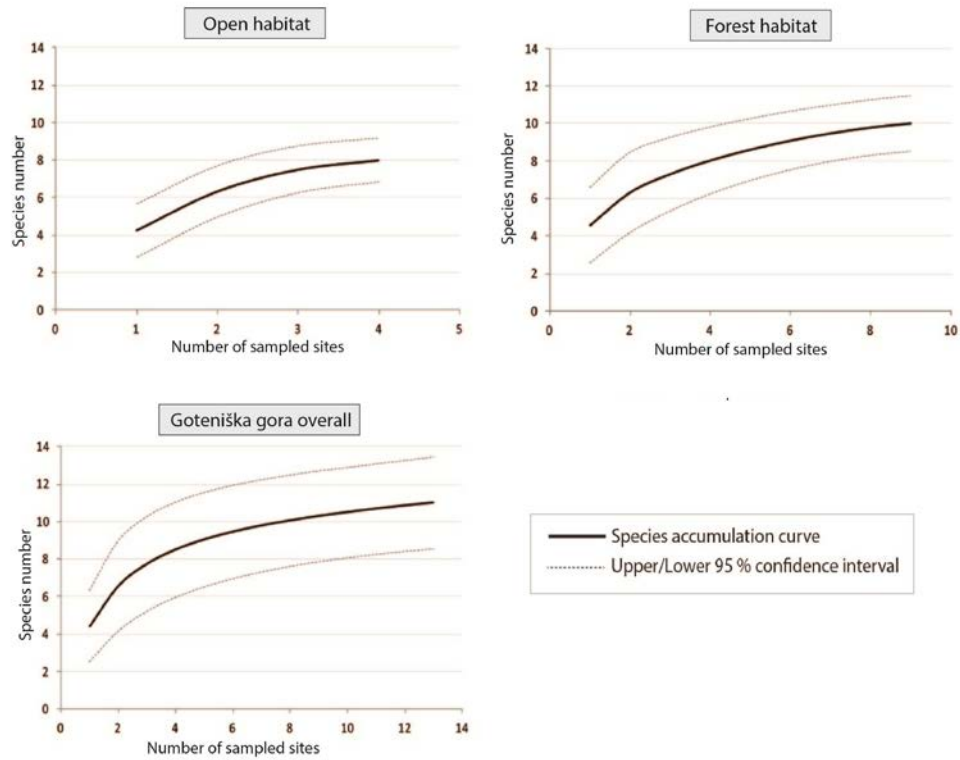 Open habitat
14
12
10
8
6
4
2
0
Species number
0 1 2 3 4 5
Number of sampled sites
Forest habitat
14
12
10
8
6
4
2
0
Species number
0 2 4 6 8 10
Number of sampled sites
Goteniška gora overall
14
12
10
8
6
4
2
0
Species number
0 2 4 6 8 10 12 14
Number of sampled sites
Species accumulation curve
Upper/Lower 95 % confidence interval